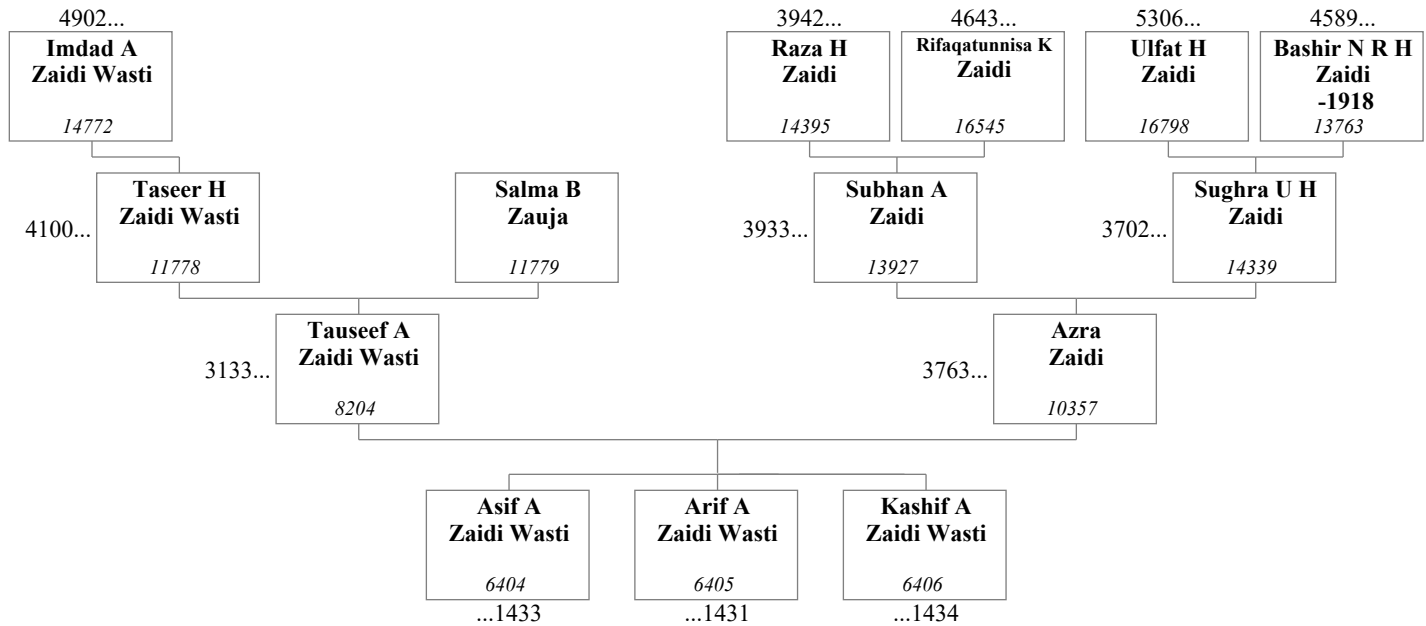 4902...
3942...
4643...
5306...
4589...
Imdad A
Zaidi Wasti
14772
Raza H
Zaidi
14395
Rifaqatunnisa K
Zaidi
16545
Ulfat H
Zaidi
16798
Bashir N R H
Zaidi
-1918
13763
4100...
Taseer H
Zaidi Wasti
11778
Salma B
Zauja
11779
3933...
Subhan A
Zaidi
13927
3702...
Sughra U H
Zaidi
14339
3133...
Tauseef A
Zaidi Wasti
8204
3763...
Azra
Zaidi
10357
Asif A
Zaidi Wasti
6404
...1433
Arif A
Zaidi Wasti
6405
...1431
Kashif A
Zaidi Wasti
6406
...1434